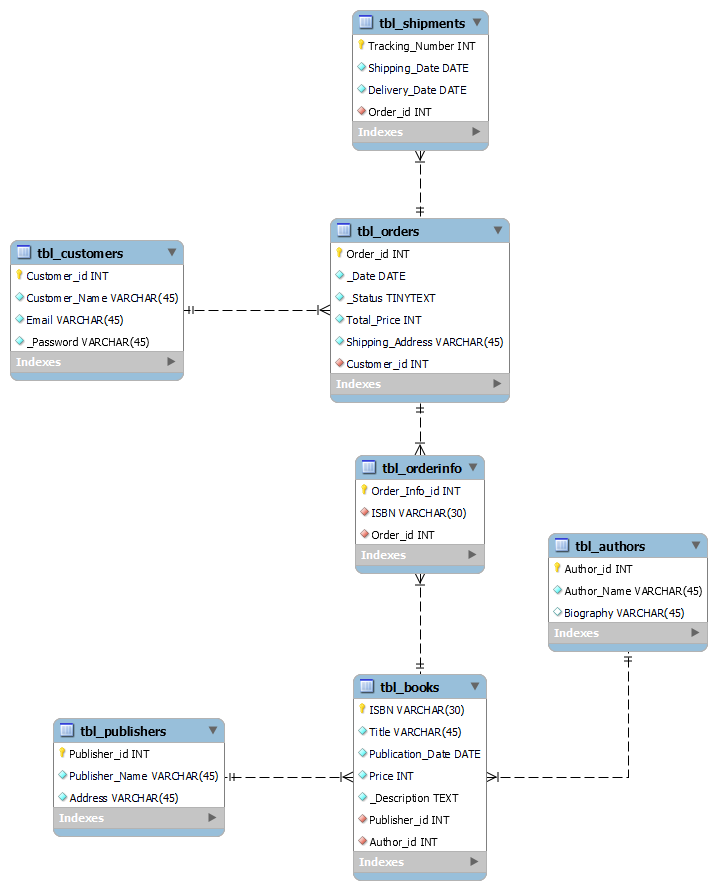 tbl_shipments
Tracking_Number INT
Shipping_Date DATE
Delivery_Date DATE
Order_id INT
Indexes
tbl_orders
Order_id INT
_Date DATE
_Status TINYTEXT
Total_Price INT
Shipping_Address VARCHAR(45)
Customer_id INT
Indexes
tbl_customers
Customer_id INT
Customer_Name VARCHAR(45)
Email VARCHAR(45)
_Password VARCHAR(45)
Indexes
tbl_orderinfo
Order_Info_id INT
ISBN VARCHAR(30)
Order_id INT
Indexes
tbl_authors
Author_id INT
Author_Name VARCHAR(45)
Biography VARCHAR(45)
Indexes
tbl_books
ISBN VARCHAR(30)
Title VARCHAR(45)
Publication_Date DATE
Price INT
_Description TEXT
Publisher_id INT
Author_id INT
Indexes
tbl_publishers
Publisher_id INT
Publisher_Name VARCHAR(45)
Address VARCHAR(45)
Indexes